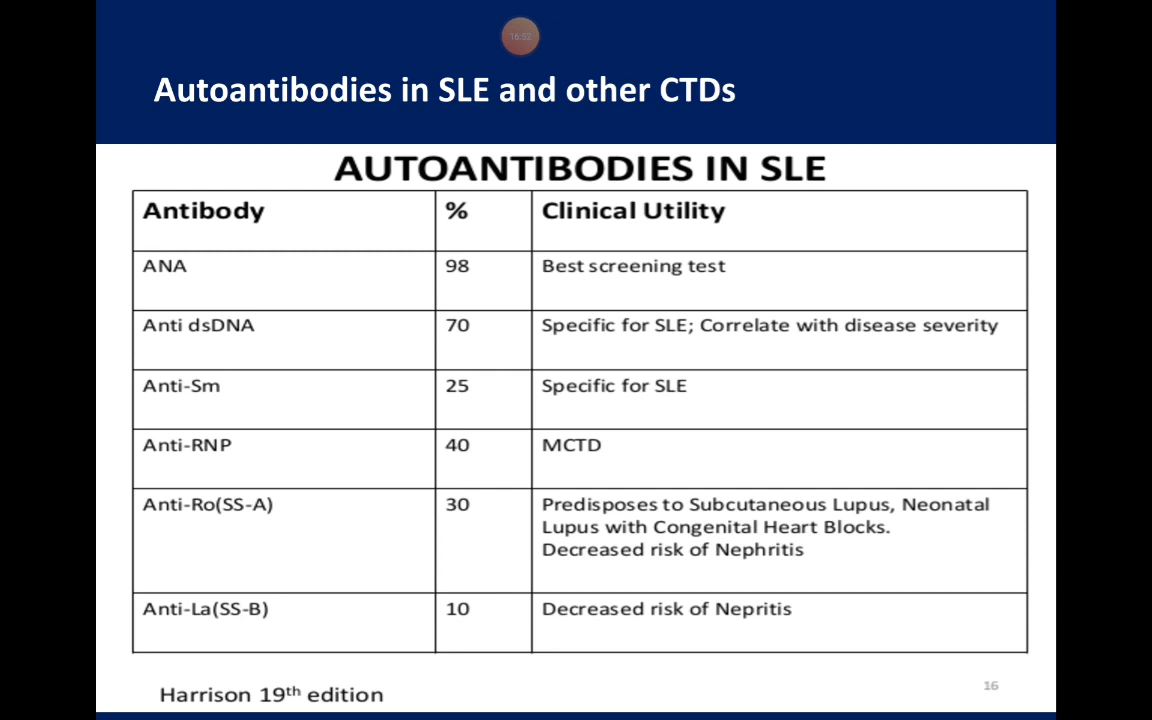 16:52
Autoantibodies in SLE and other CTDs
AUTOANTIBODIES IN SLE
Antibody % Clinical Utility
ANA 98 Best screening test
Anti dsDNA 70 Specific for SLE; Correlate with disease severity
Anti-Sm 25 Specific for SLE
Anti-RNP 40 MCTD
Anti-Ro(SS-A) 30 Predisposes to Subcutaneous Lupus, Neonatal
Lupus with Congenital Heart Blocks.
Decreased risk of Nephritis
Anti-La(SS-B) 10 Decreased risk of Nepritis
Harrison 19th edition
16